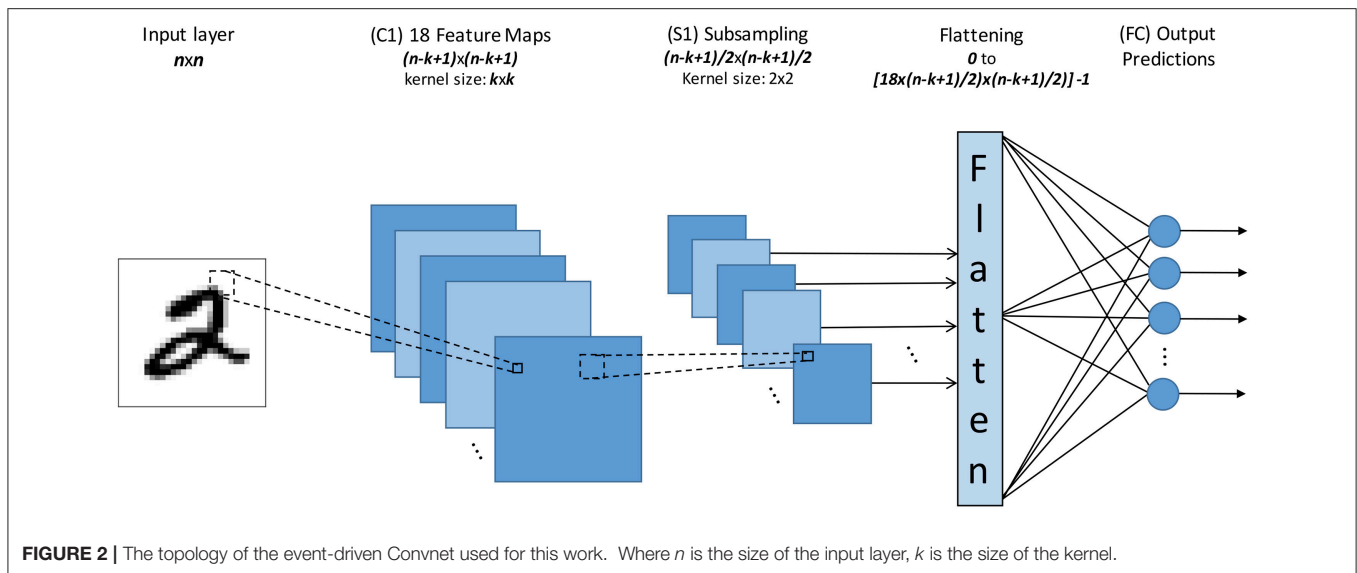 Input layer
nxn
(C1) 18 Feature Maps
(n-k+1)x(n-k+1)
kernel size: kxk
(S1) Subsampling
(n-k+1)/2x(n-k+1)/2
Kernel size: 2x2
Flattening
0 to
[18x(n-k+1)/2)x(n-k+1)/2)] -1
(FC) Output
Predictions
2
F
l
a
t
t
e
n
FIGURE 2 | The topology of the event-driven Convnet used for this work. Where n is the size of the input layer, k is the size of the kernel.